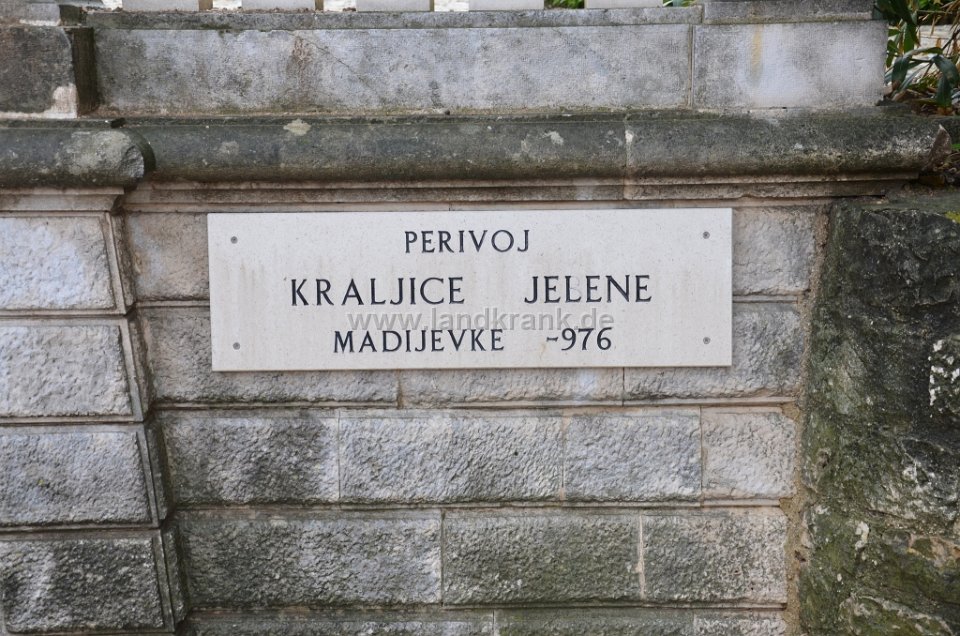 PERIVOJ
KRALJICE JELENE
www.landkrank.de
MADIJEVKE -976